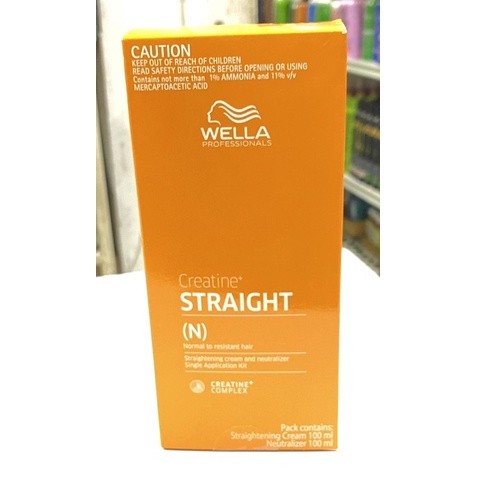 CAUTION
KEEP OUT OF REACH OF CHILDREN
READ SAFETY DIRECTIONS BEFORE OPENING OR USING
Contains not more than 1% AMMONIA and 11% v/v
MERCAPTOACETIC ACID
WELLA
PROFESSIONALS
Creatine+
STRAIGHT
(N)
Normal to resistant hair
Straightening cream and neutralizer
Single Application Kit
CREATINE+
COMPLEX
Pack contains:
Straightening Cream 100 ml
Neutralizer 100 ml